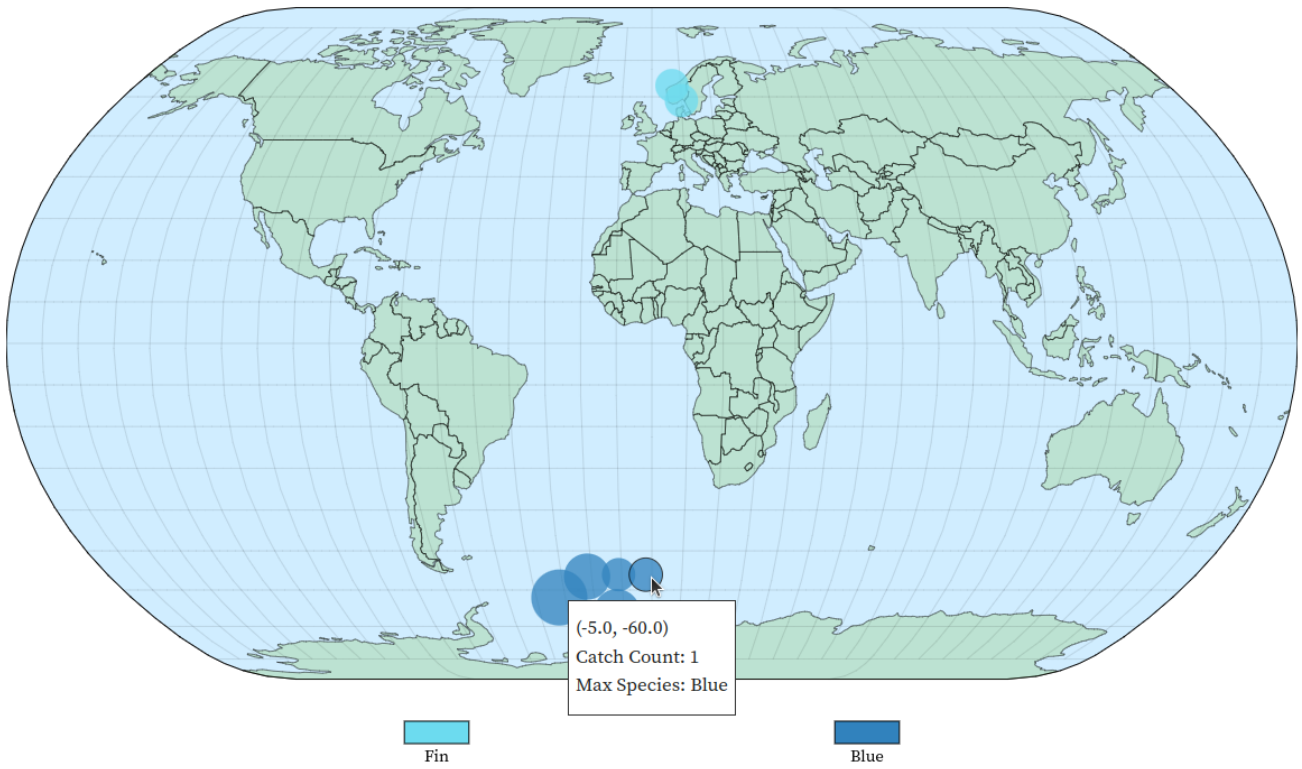 (-5.0, -60.0)
Catch Count: 1
Max Species: Blue
Fin
Blue